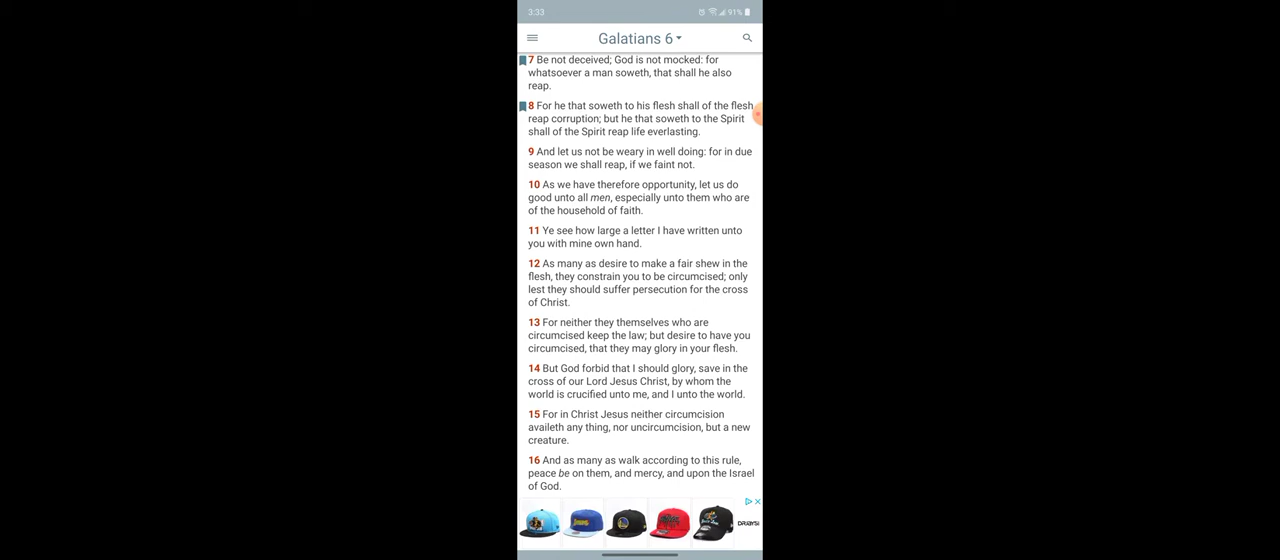 3:33
91%
Galatians 6
7 Be not deceived; God is not mocked: for
whatsoever a man soweth, that shall he also
reap.
8 For he that soweth to his flesh shall of the flesh
reap corruption; but he that soweth to the Spirit
shall of the Spirit reap life everlasting.
9 And let us not be weary in well doing: for in due
season we shall reap, if we faint not.
10 As we have therefore opportunity, let us do
good unto all men, especially unto them who are
of the household of faith.
11 Ye see how large a letter I have written unto
you with mine own hand.
12 As many as desire to make a fair shew in the
flesh, they constrain you to be circumcised; only
lest they should suffer persecution for the cross
of Christ.
13 For neither they themselves who are
circumcised keep the law; but desire to have you
circumcised, that they may glory in your flesh.
14 But God forbid that I should glory, save in the
cross of our Lord Jesus Christ, by whom the
world is crucified unto me, and I unto the world.
15 For in Christ Jesus neither circumcision
availeth any thing, nor uncircumcision, but a new
creature.
16 And as many as walk according to this rule,
peace be on them, and mercy, and upon the Israel
of God.